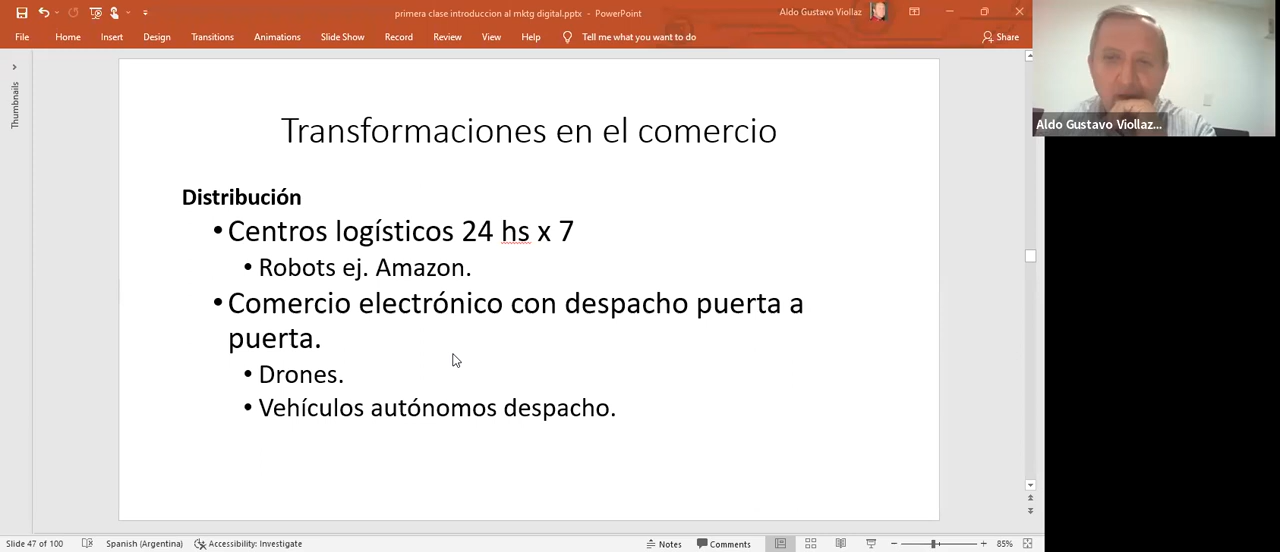 primera clase introduccion al mktg digital.pptx - PowerPoint
Aldo Gustavo Viollaz
File Home Insert Design Transitions Animations Slide Show Record Review View Help Tell me what you want to do Share
Thumbnails
Aldo Gustavo Viollaz...
Transformaciones en el comercio
Distribución
•Centros logísticos 24 hs x 7
•Robots ej. Amazon.
•Comercio electrónico con despacho puerta a
puerta.
•Drones.
•Vehículos autónomos despacho.
Slide 47 of 100 Spanish (Argentina) Accessibility: Investigate Notes Comments 85%